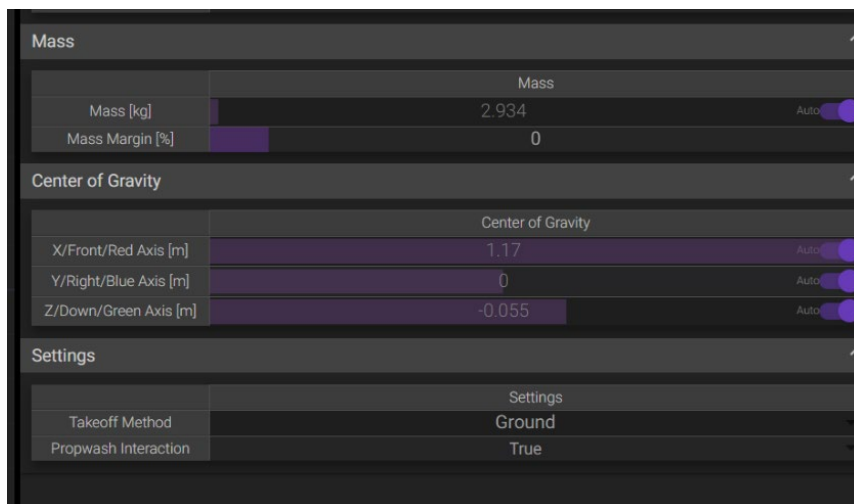 Mass
Mass
Mass [kg] 2.934 Auto
Mass Margin [%] 0
Center of Gravity
Center of Gravity
X/Front/Red Axis [m] 1.17 Auto
Y/Right/Blue Axis [m] 0 Auto
Z/Down/Green Axis [m] -0.055 Auto
Settings
Settings
Takeoff Method Ground
Propwash Interaction True